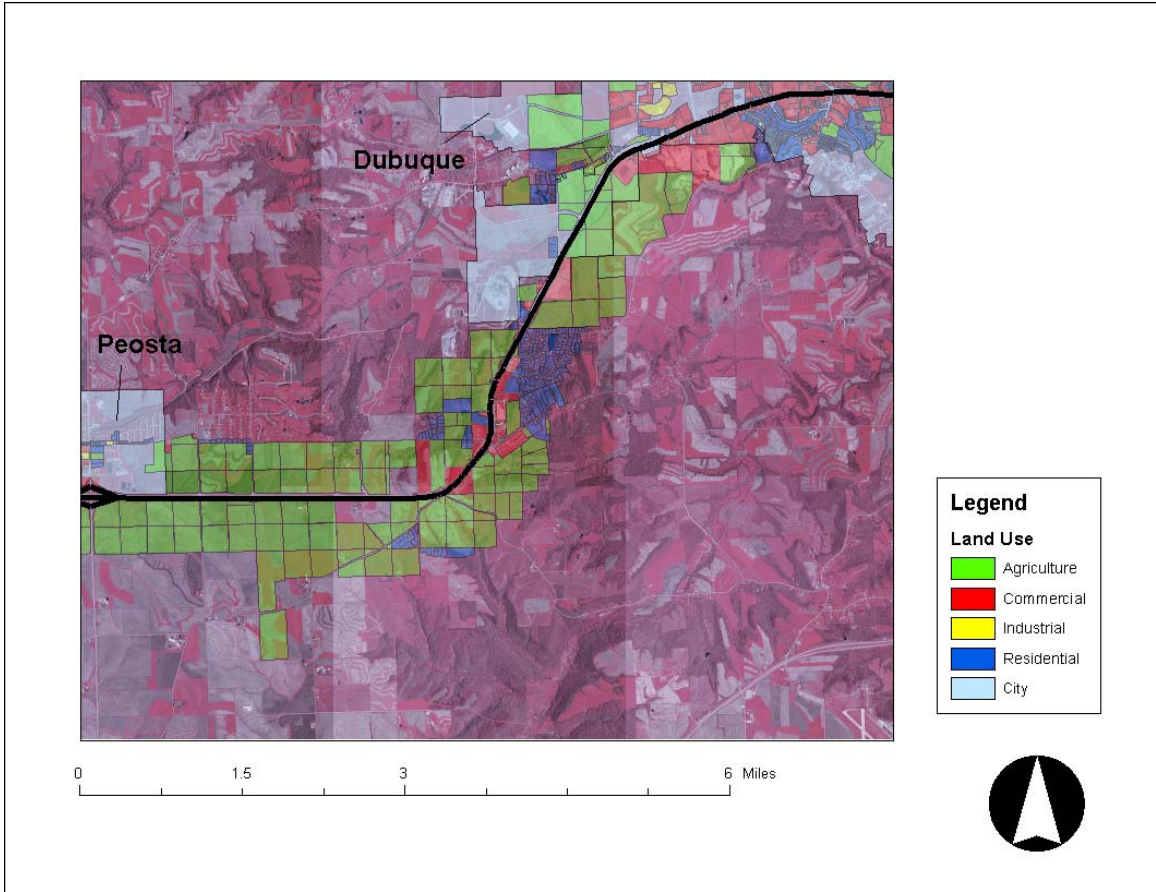 Dubuque
Peosta
Legend
Land Use
Agriculture
Commercial
Industrial
Residential
City
0 1.5 3 6 Miles